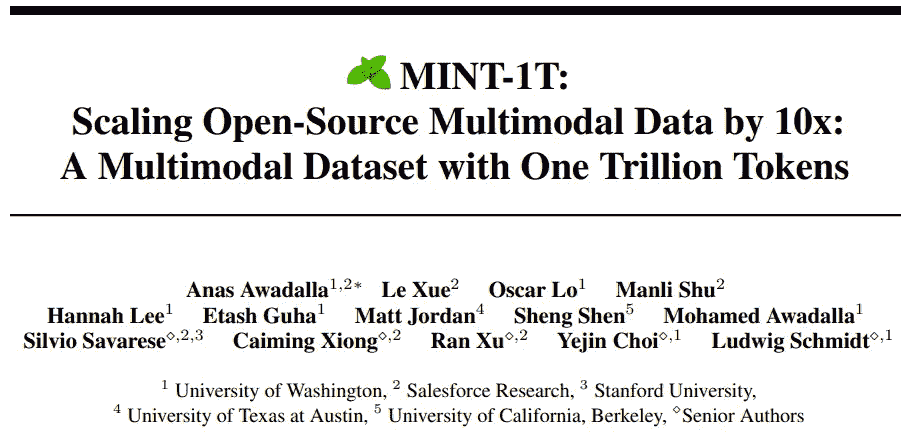 MINT-1T:
Scaling Open-Source Multimodal Data by 10x:
A Multimodal Dataset with One Trillion Tokens
Anas Awadalla1,2∗ Le Xue2 Oscar Lo1 Manli Shu2
Hannah Lee1 Etash Guha1 Matt Jordan4 Sheng Shen5 Mohamed Awadalla1
Silvio Savarese⋄,2,3 Caiming Xiong⋄,2 Ran Xu⋄,2 Yejin Choi⋄,1 Ludwig Schmidt⋄,1
1 University of Washington, 2 Salesforce Research, 3 Stanford University,
4 University of Texas at Austin, 5 University of California, Berkeley, ⋄Senior Authors